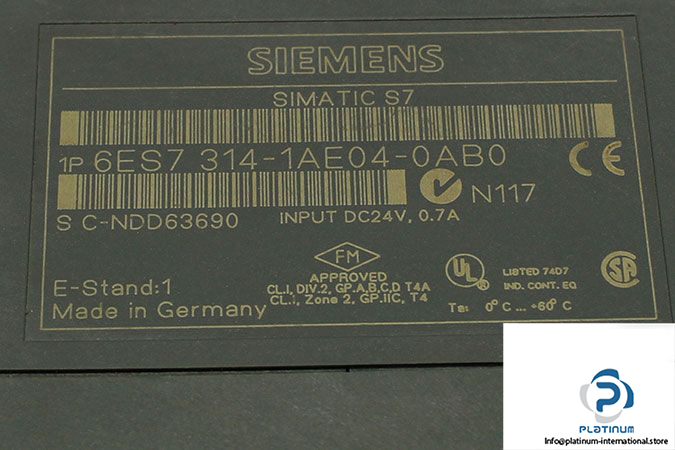 SIEMENS
SIMATIC S7
1P 6ES7 314-1AE04-0AB0
CE
N117
S C-NDD63690 INPUT DC24V, 0.7A
FM
APPROVED
CL.I, DIV.2, GP.A,B,C,D T4A
CL.I, Zone 2, GP.IIC, T4
UL
LISTED 74D7
IND. CONT. EQ
SA
E-Stand:1
Made in Germany
Ta: 0°C ... +60°C
P
PLATINUM
Info@platinum-international.store